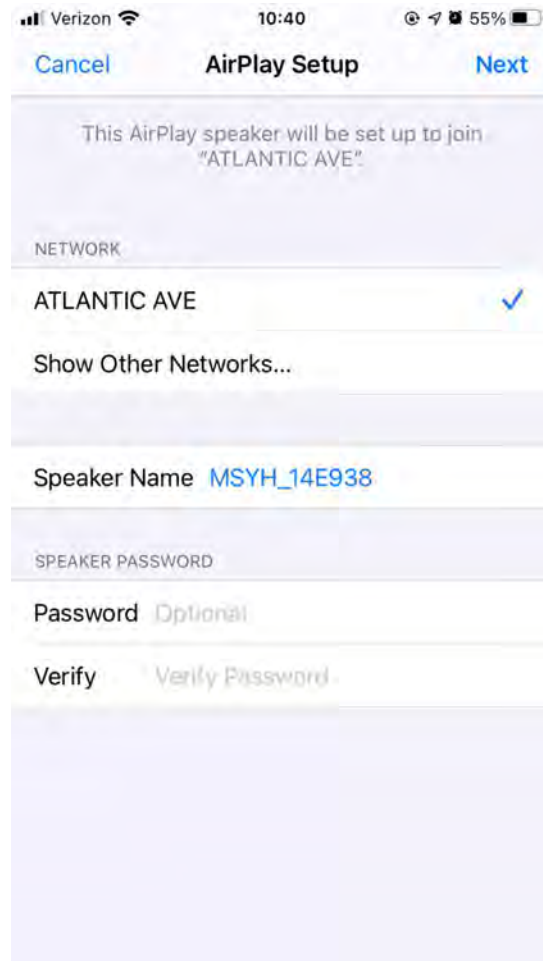 Verizon 10:40 55%
Cancel AirPlay Setup Next
This AirPlay speaker will be set up to join
"ATLANTIC AVE".
NETWORK
ATLANTIC AVE
Show Other Networks...
Speaker Name MSYH_14E938
SPEAKER PASSWORD
Password Optional
Verify Verify Password